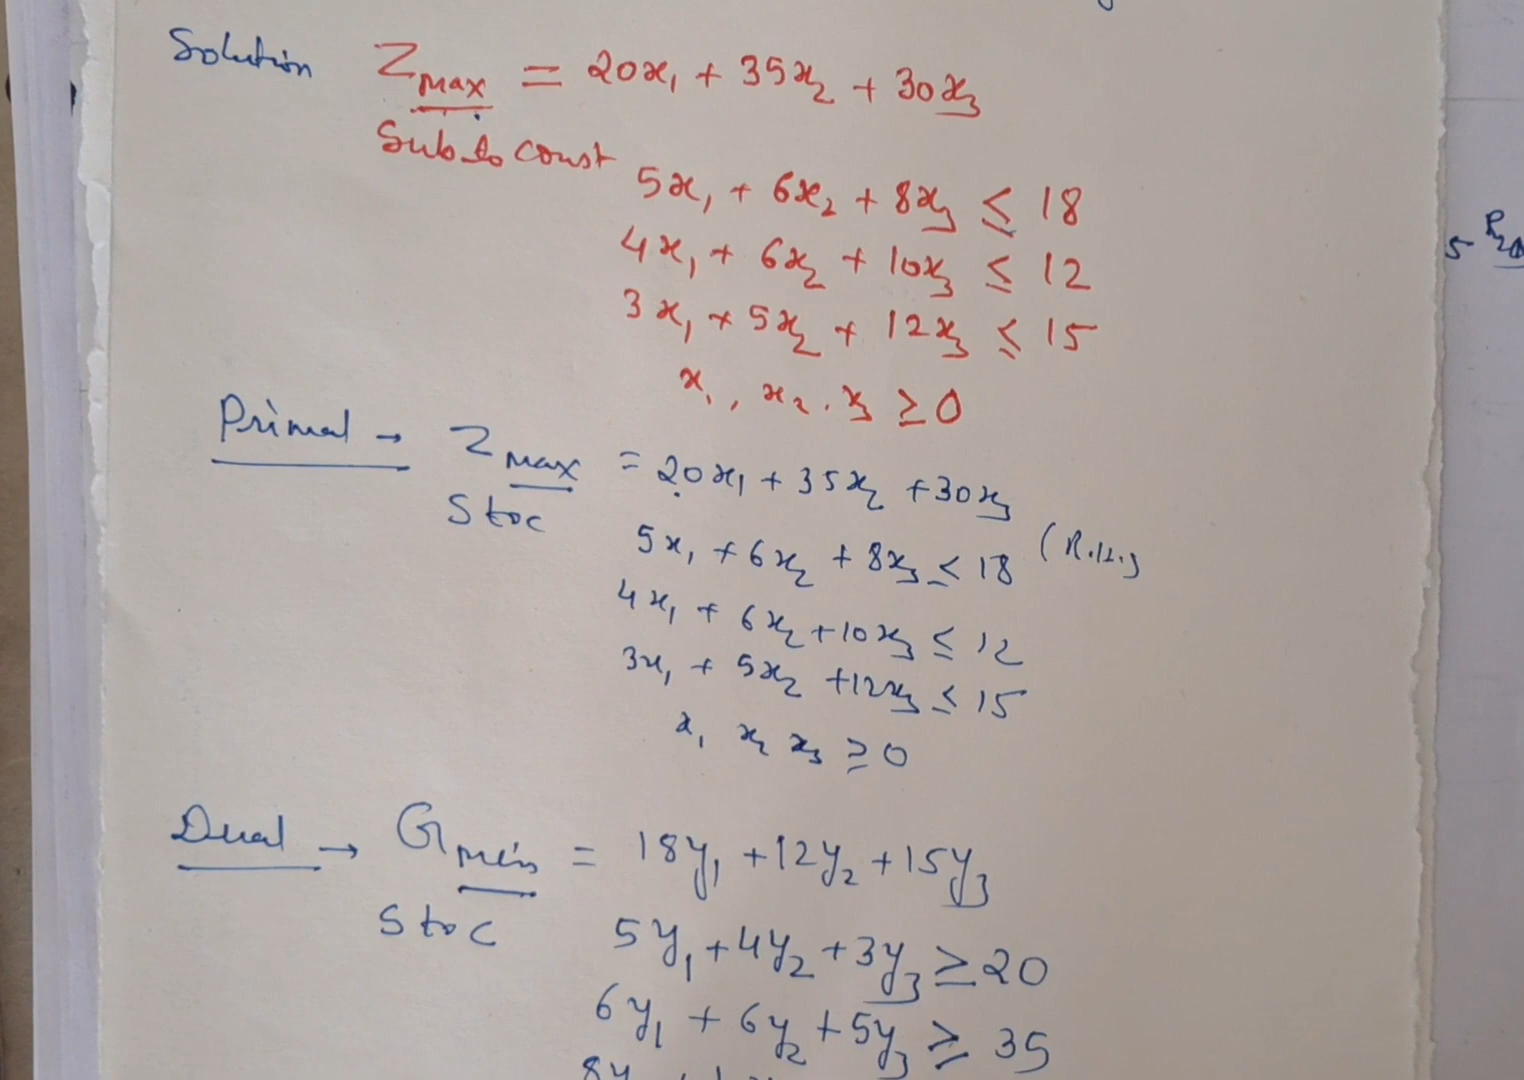 Solution Zmax = 20x₁ + 35x₂ + 30x₃
Sub to const
5x₁ + 6x₂ + 8x₃ ≤ 18
4x₁ + 6x₂ + 10x₃ ≤ 12
3x₁ + 5x₂ + 12x₃ ≤ 15
x₁, x₂. x₃ ≥ 0
Primal → Zmax = 20x₁ + 35x₂ + 30x₃
Stoc
5x₁ + 6x₂ + 8x₃ ≤ 18 (R.H.S
4x₁ + 6x₂ + 10x₃ ≤ 12
3x₁ + 5x₂ + 12x₃ ≤ 15
x₁ x₂ x₃ ≥ 0
Dual → Gmin = 18y₁ + 12y₂ + 15y₃
Stoc
5y₁ + 4y₂ + 3y₃ ≥ 20
6y₁ + 6y₂ + 5y₃ ≥ 35
8y